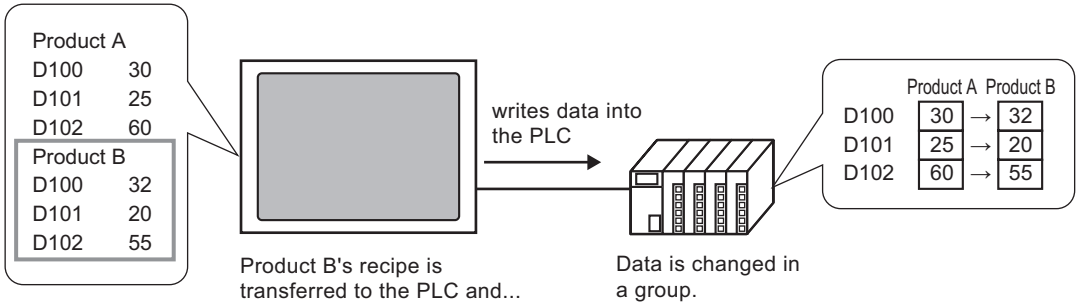 Product A
D100 30
D101 25
D102 60
Product B
D100 32
D101 20
D102 55
writes data into
the PLC
Product B's recipe is
transferred to the PLC and...
Data is changed in
a group.
Product A Product B
D100 30 → 32
D101 25 → 20
D102 60 → 55